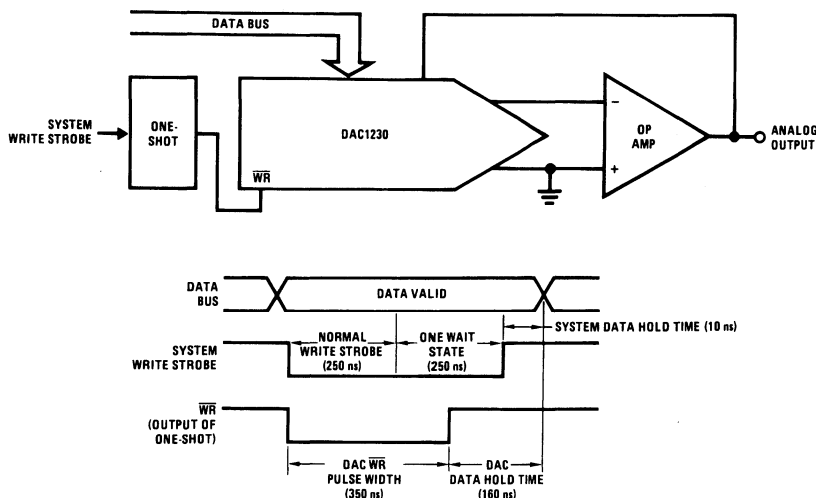 DATA BUS
SYSTEM
WRITE STROBE
ONE-
SHOT
DAC1230
WR
−
+
OP
AMP
ANALOG
OUTPUT
DATA
BUS
DATA VALID
SYSTEM DATA HOLD TIME (10 ns)
SYSTEM
WRITE STROBE
NORMAL
WRITE STROBE
(250 ns)
ONE WAIT
STATE
(250 ns)
WR
(OUTPUT OF
ONE-SHOT)
DAC WR
PULSE WIDTH
(350 ns)
DAC
DATA HOLD TIME
(160 ns)